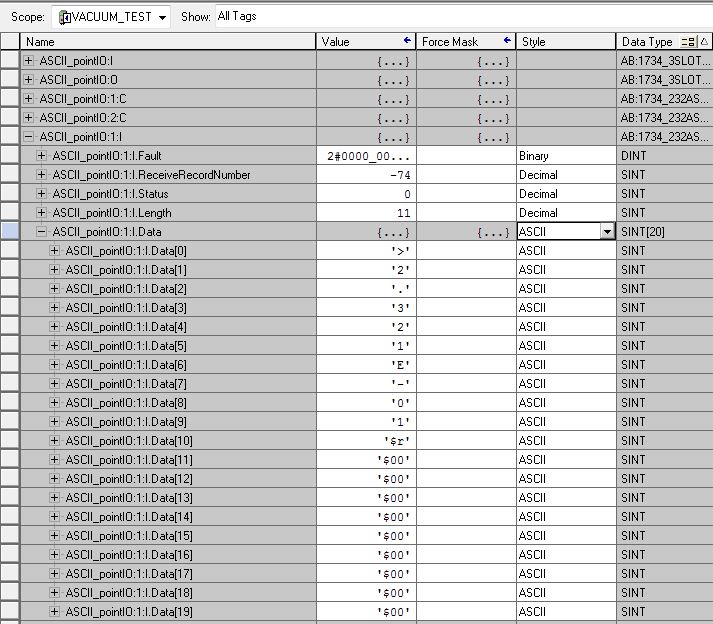 Scope: VACUUM_TEST Show: All Tags
Name Value Force Mask Style Data Type
ASCII_pointIO:I {...} {...} AB:1734_3SLOT...
ASCII_pointIO:O {...} {...} AB:1734_3SLOT...
ASCII_pointIO:1:C {...} {...} AB:1734_232AS...
ASCII_pointIO:2:C {...} {...} AB:1734_232AS...
ASCII_pointIO:1:I {...} {...} AB:1734_232AS...
ASCII_pointIO:1:I.Fault 2#0000_00... Binary DINT
ASCII_pointIO:1:I.ReceiveRecordNumber -74 Decimal SINT
ASCII_pointIO:1:I.Status 0 Decimal SINT
ASCII_pointIO:1:I.Length 11 Decimal SINT
ASCII_pointIO:1:I.Data {...} {...} ASCII SINT[20]
ASCII_pointIO:1:I.Data[0] '>' ASCII SINT
ASCII_pointIO:1:I.Data[1] '2' ASCII SINT
ASCII_pointIO:1:I.Data[2] '.' ASCII SINT
ASCII_pointIO:1:I.Data[3] '3' ASCII SINT
ASCII_pointIO:1:I.Data[4] '2' ASCII SINT
ASCII_pointIO:1:I.Data[5] '1' ASCII SINT
ASCII_pointIO:1:I.Data[6] 'E' ASCII SINT
ASCII_pointIO:1:I.Data[7] '-' ASCII SINT
ASCII_pointIO:1:I.Data[8] '0' ASCII SINT
ASCII_pointIO:1:I.Data[9] '1' ASCII SINT
ASCII_pointIO:1:I.Data[10] '$r' ASCII SINT
ASCII_pointIO:1:I.Data[11] '$00' ASCII SINT
ASCII_pointIO:1:I.Data[12] '$00' ASCII SINT
ASCII_pointIO:1:I.Data[13] '$00' ASCII SINT
ASCII_pointIO:1:I.Data[14] '$00' ASCII SINT
ASCII_pointIO:1:I.Data[15] '$00' ASCII SINT
ASCII_pointIO:1:I.Data[16] '$00' ASCII SINT
ASCII_pointIO:1:I.Data[17] '$00' ASCII SINT
ASCII_pointIO:1:I.Data[18] '$00' ASCII SINT
ASCII_pointIO:1:I.Data[19] '$00' ASCII SINT